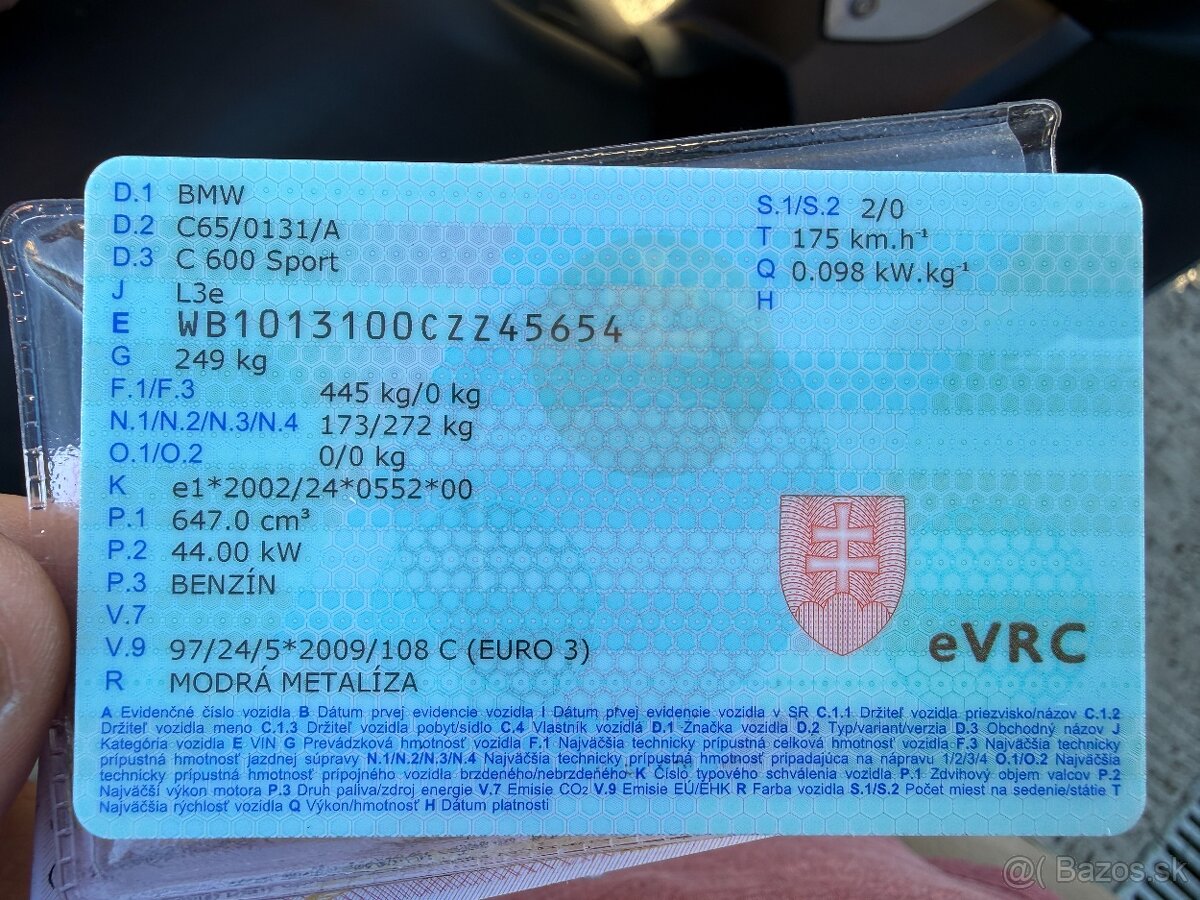 D.1 BMW
D.2 C65/0131/A
D.3 C 600 Sport
J L3e
E WB1013100CZZ45654
G 249 kg
F.1/F.3 445 kg/0 kg
N.1/N.2/N.3/N.4 173/272 kg
O.1/O.2 0/0 kg
K e1*2002/24*0552*00
P.1 647.0 cm³
P.2 44.00 kW
P.3 BENZÍN
V.7
V.9 97/24/5*2009/108 C (EURO 3)
R MODRÁ METALÍZA
S.1/S.2 2/0
T 175 km.h⁻¹
Q 0.098 kW.kg⁻¹
H
eVRC
A Evidenčné číslo vozidla B Dátum prvej evidencie vozidla I Dátum prvej evidencie vozidla v SR C.1.1 Držiteľ vozidla priezvisko/názov C.1.2
Držiteľ vozidla meno C.1.3 Držiteľ vozidla pobyt/sídlo C.4 Vlastník vozidlá D.1 Značka vozidla D.2 Typ/variant/verzia D.3 Obchodný názov J
Kategória vozidla E VIN G Prevádzková hmotnosť vozidla F.1 Najväčšia technicky prípustná celková hmotnosť vozidla F.3 Najväčšia technicky
prípustná hmotnosť jazdnej súpravy N.1/N.2/N.3/N.4 Najväčšia technicky prípustná hmotnosť pripadajúca na nápravu 1/2/3/4 O.1/O.2 Najväčšia
technicky prípustná hmotnosť prípojného vozidla brzdeného/nebrzdeného K Číslo typového schválenia vozidla P.1 Zdvihový objem valcov P.2
Najväčší výkon motora P.3 Druh paliva/zdroj energie V.7 Emisie CO₂ V.9 Emisie EÚ/EHK R Farba vozidla S.1/S.2 Počet miest na sedenie/státie T
Najväčšia rýchlosť vozidla Q Výkon/hmotnosť H Dátum platnosti
@( Bazos.sk